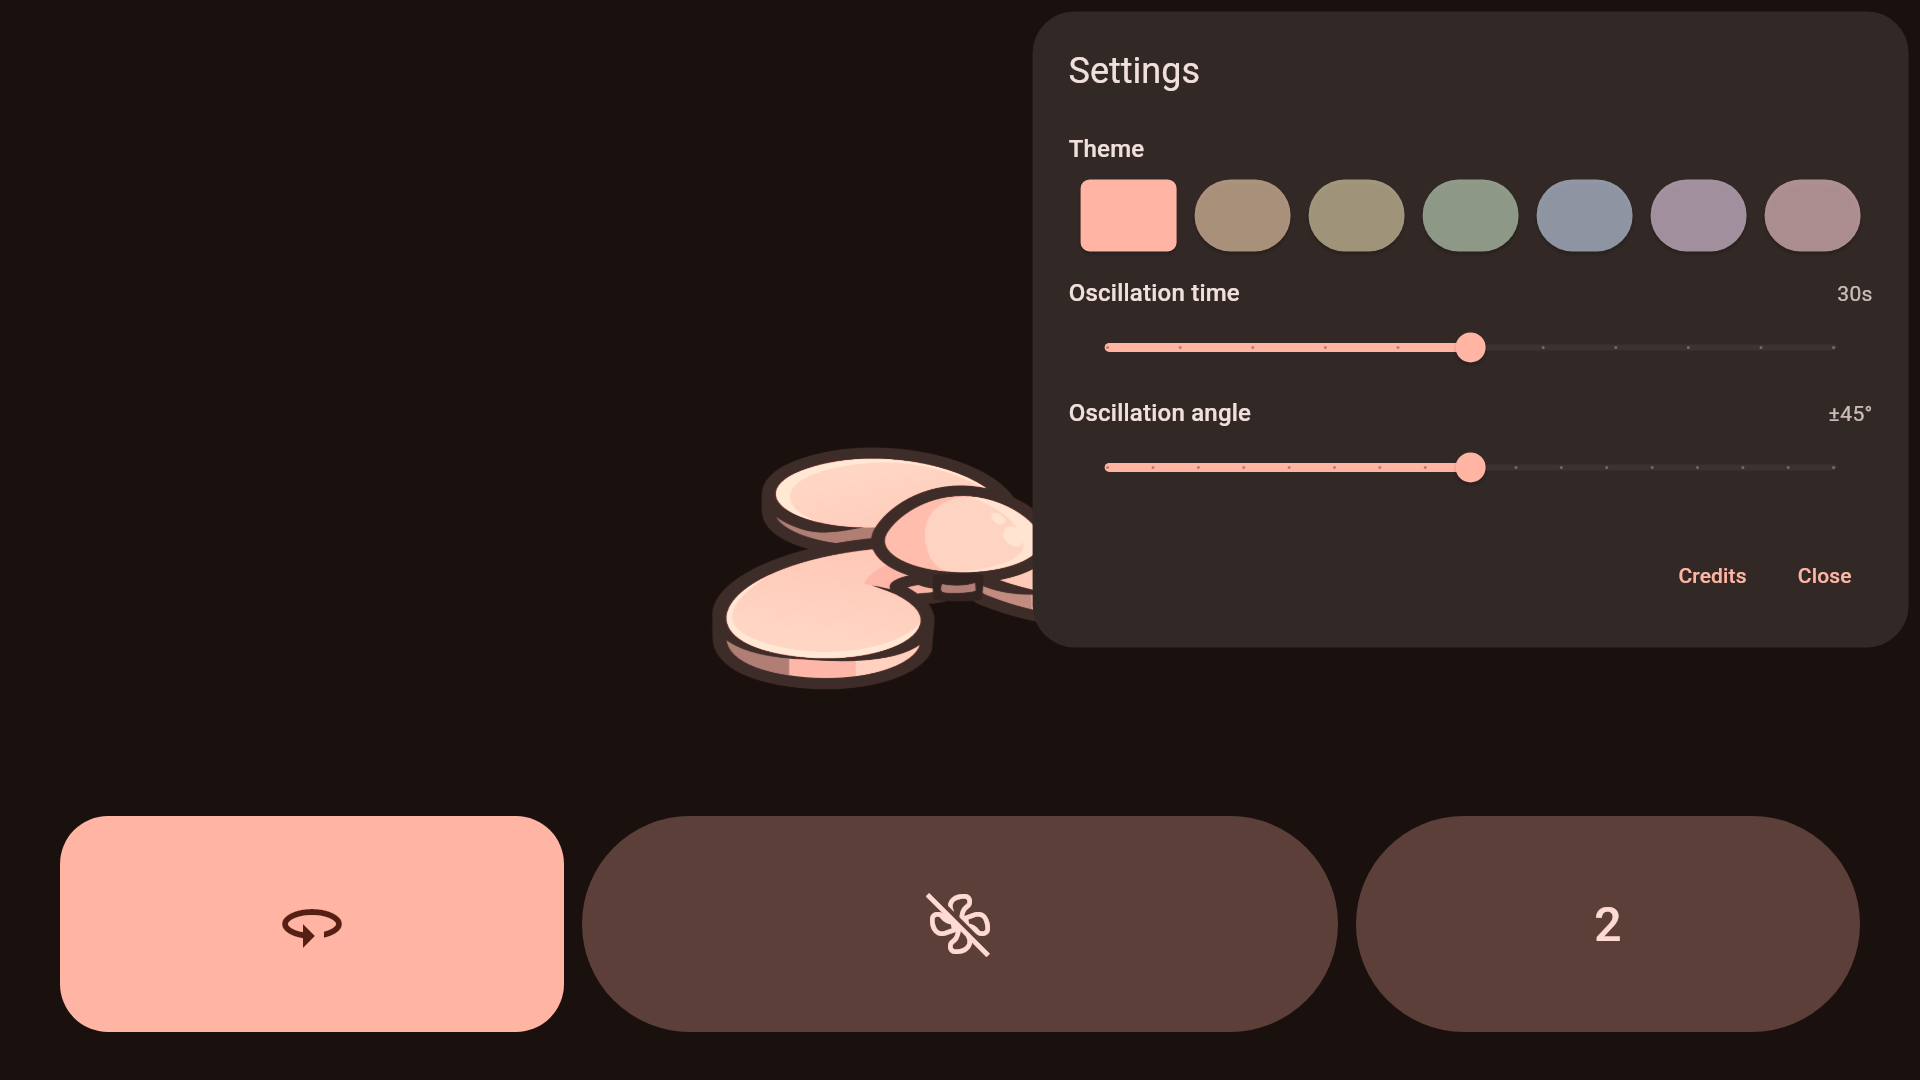 Settings
Theme
Oscillation time
30s
Oscillation angle
±45°
Credits
Close
2